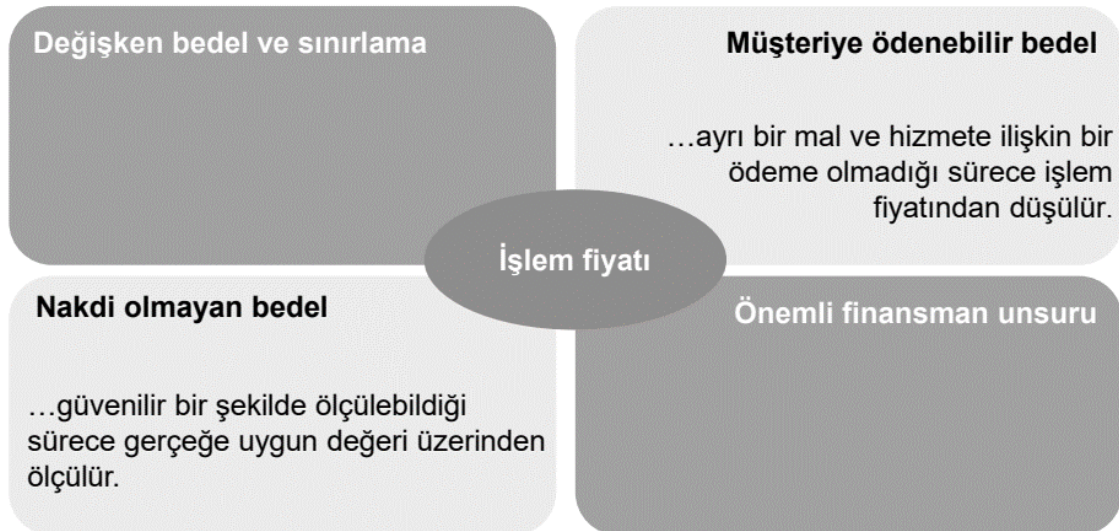 Değişken bedel ve sınırlama
Müşteriye ödenebilir bedel
…ayrı bir mal ve hizmete ilişkin bir
ödeme olmadığı sürece işlem
fiyatından düşülür.
İşlem fiyatı
Nakdi olmayan bedel
…güvenilir bir şekilde ölçülebildiği
sürece gerçeğe uygun değeri üzerinden
ölçülür.
Önemli finansman unsuru